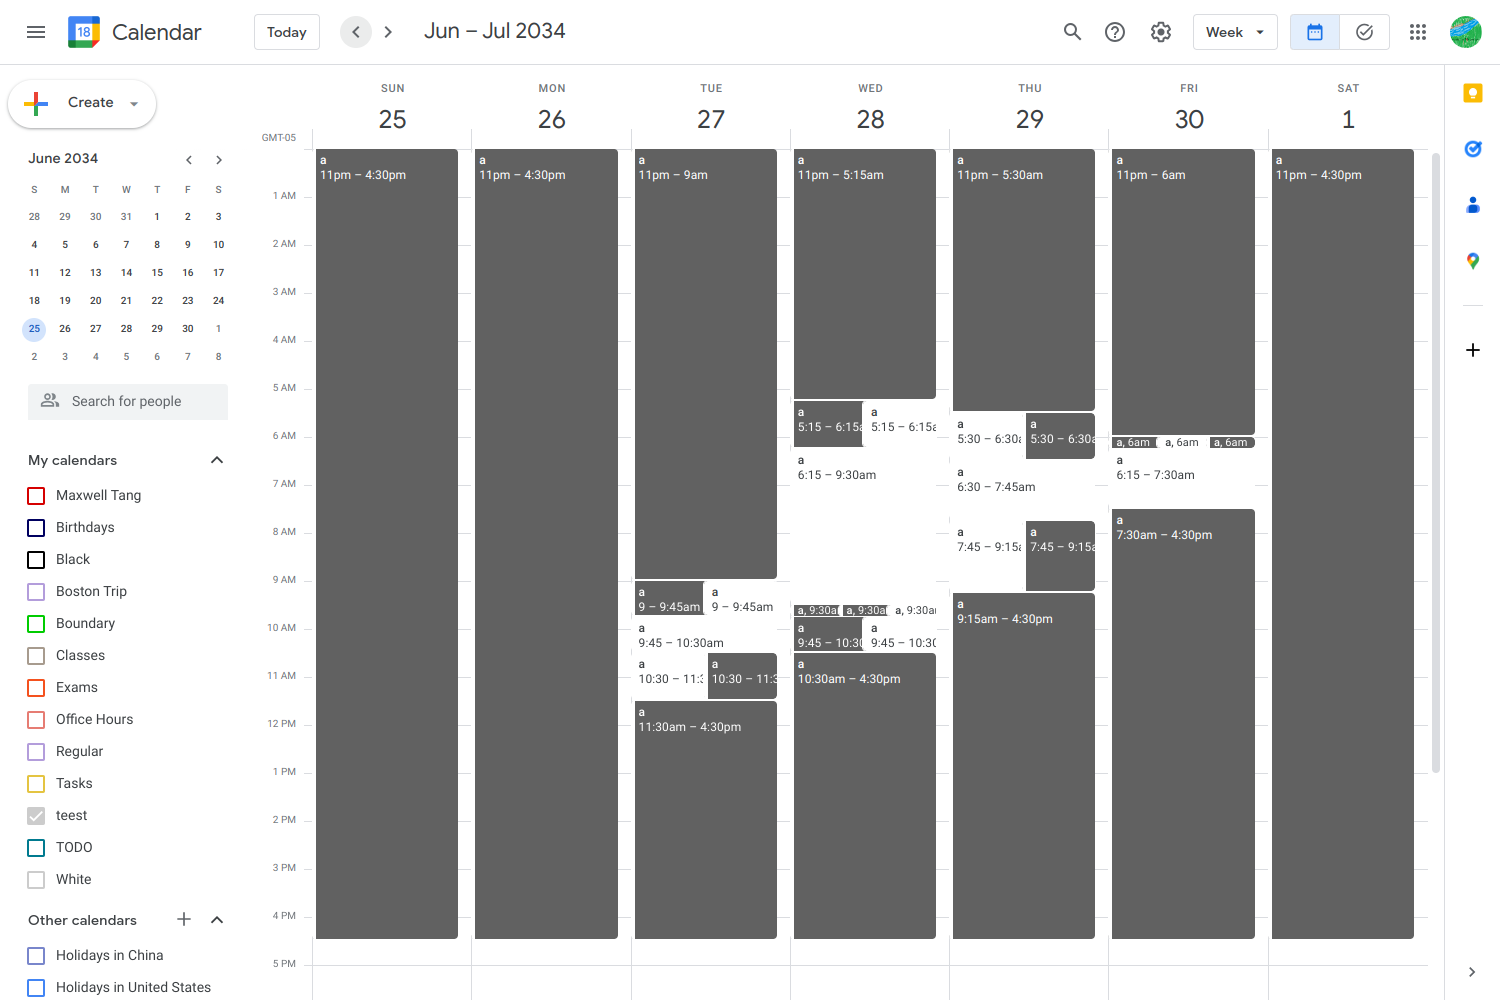 18 Calendar Today Jun – Jul 2034 Week
Create
June 2034
S M T W T F S
28 29 30 31 1 2 3
4 5 6 7 8 9 10
11 12 13 14 15 16 17
18 19 20 21 22 23 24
25 26 27 28 29 30 1
2 3 4 5 6 7 8
Search for people
My calendars
Maxwell Tang
Birthdays
Black
Boston Trip
Boundary
Classes
Exams
Office Hours
Regular
Tasks
teest
TODO
White
Other calendars
Holidays in China
Holidays in United States
SUN MON TUE WED THU FRI SAT
25 26 27 28 29 30 1
GMT-05
1 AM
2 AM
3 AM
4 AM
5 AM
6 AM
7 AM
8 AM
9 AM
10 AM
11 AM
12 PM
1 PM
2 PM
3 PM
4 PM
5 PM
a
11pm – 4:30pm
a
11pm – 4:30pm
a
11pm – 9am
a
9 – 9:45am
a
9 – 9:45am
a
9:45 – 10:30am
a
10:30 – 11:3
a
10:30 – 11:3
a
11:30am – 4:30pm
a
11pm – 5:15am
a
5:15 – 6:15a
a
5:15 – 6:15a
a
6:15 – 9:30am
a, 9:30a
a, 9:30a
a, 9:30a
a
9:45 – 10:30
a
9:45 – 10:30
a
10:30am – 4:30pm
a
11pm – 5:30am
a
5:30 – 6:30a
a
5:30 – 6:30a
a
6:30 – 7:45am
a
7:45 – 9:15a
a
7:45 – 9:15a
a
9:15am – 4:30pm
a
11pm – 6am
a, 6am
a, 6am
a, 6am
a
6:15 – 7:30am
a
7:30am – 4:30pm
a
11pm – 4:30pm